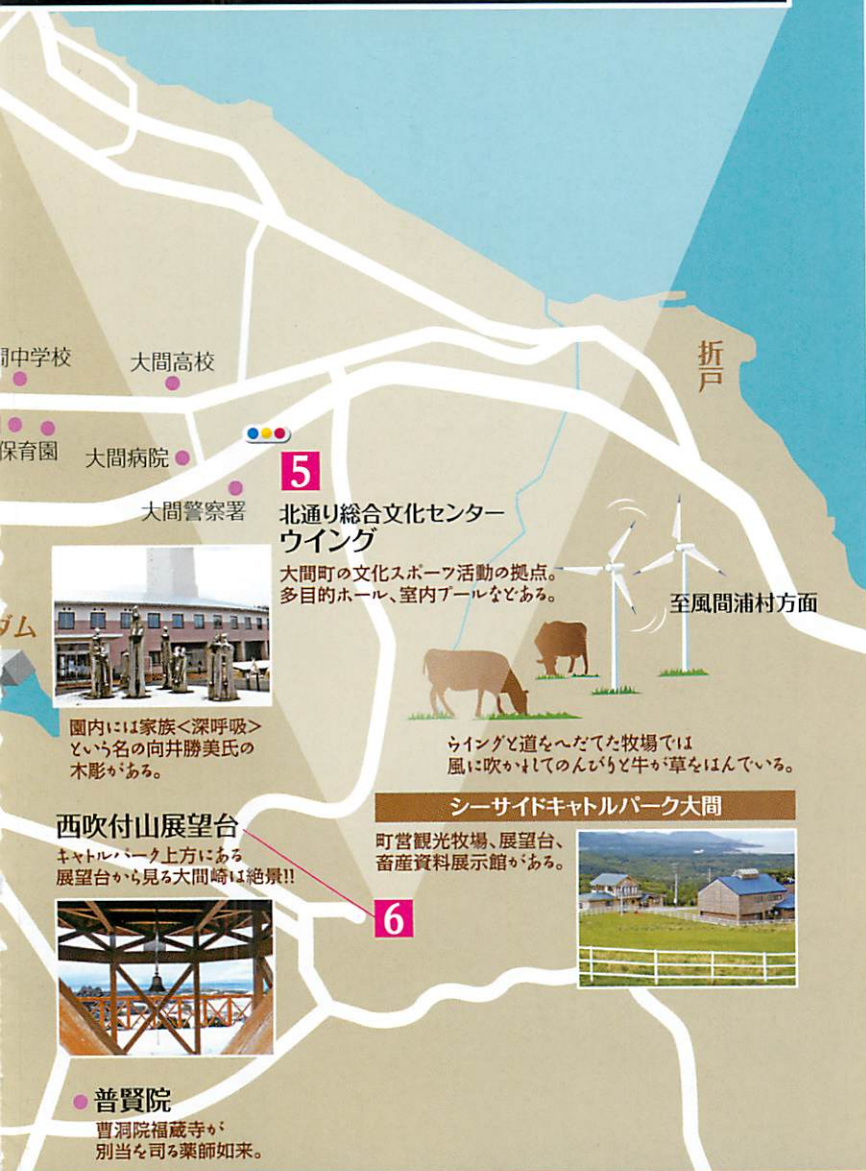 間中学校
大間高校
折戸
保育園
大間病院
大間警察署
5
北通り総合文化センター
ウイング
大間町の文化スポーツ活動の拠点。
多目的ホール、室内プールなどある。
至風間浦村方面
ダム
園内には家族<深呼吸>
という名の向井勝美氏の
木彫がある。
ウイングと道をへだてた牧場では
風に吹かれてのんびりと牛が草をはんでいる。
シーサイドキャトルパーク大間
町営観光牧場、展望台、
畜産資料展示館がある。
西吹付山展望台
キャトルパーク上方にある
展望台から見る大間崎は絶景!!
6
普賢院
曹洞院福蔵寺が
別当を司る薬師如来。